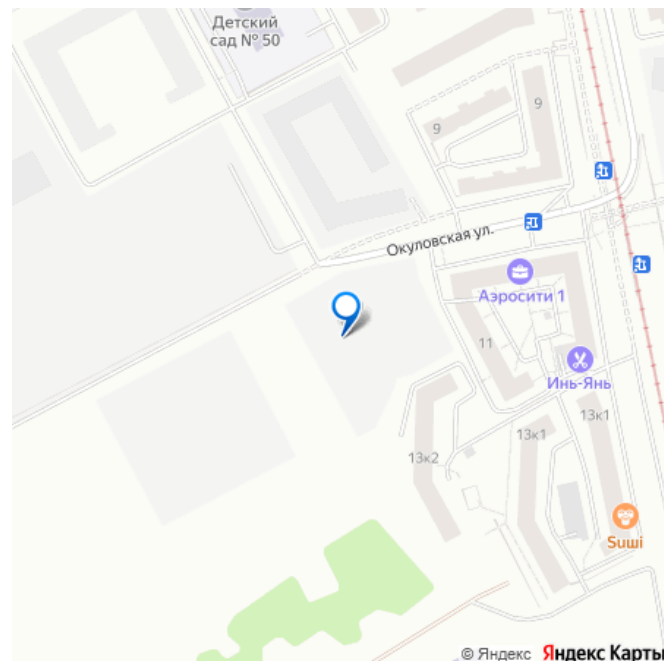 Детский
сад № 50
9
9
Окуловская ул.
Аэросити 1
11
Инь-Янь
13к2
13к1
13к1
Suшi
© Яндекс Яндекс Карты